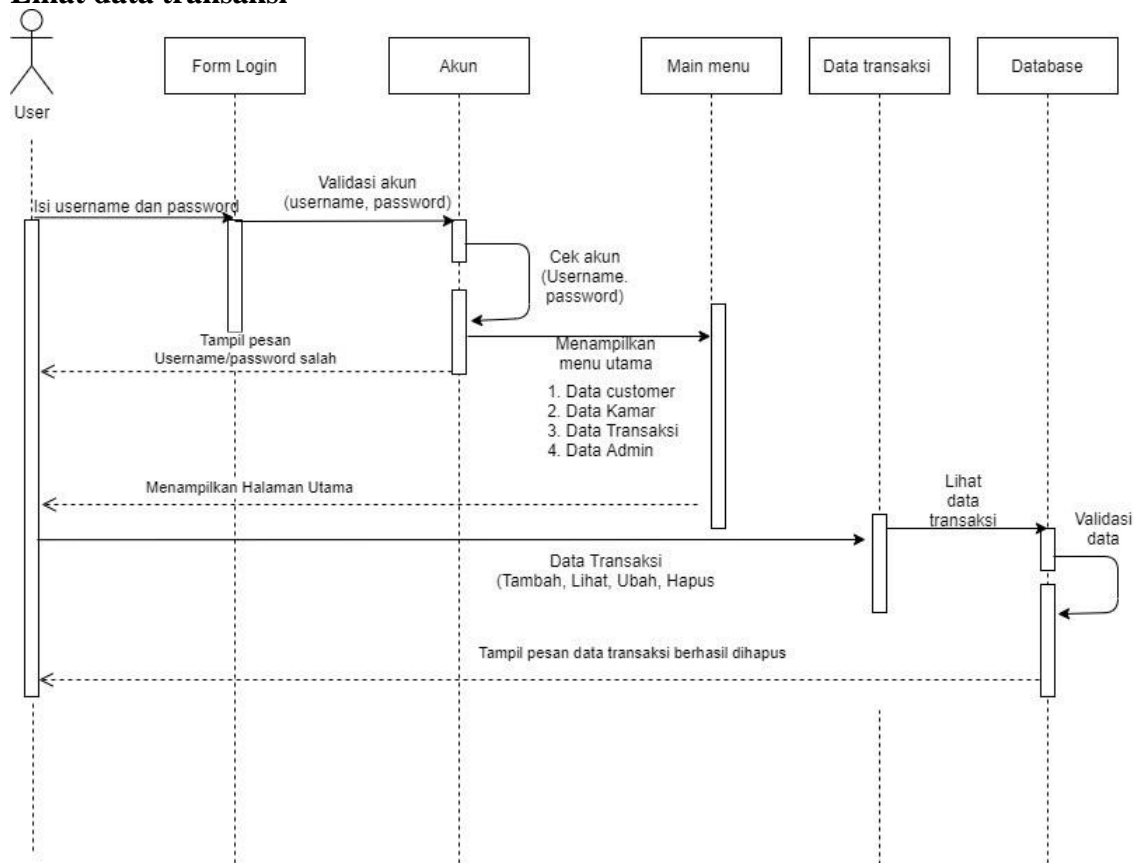 Lihat data transaksi
Form Login
Akun
Main menu
Data transaksi
Database
User
Validasi akun
(username, password)
Isi username dan password
Cek akun
(Username.
password)
Tampil pesan
Username/password salah
Menampilkan
menu utama
1. Data customer
2. Data Kamar
3. Data Transaksi
4. Data Admin
Menampilkan Halaman Utama
Lihat
data
transaksi
Validasi
data
Data Transaksi
(Tambah, Lihat, Ubah, Hapus
Tampil pesan data transaksi berhasil dihapus